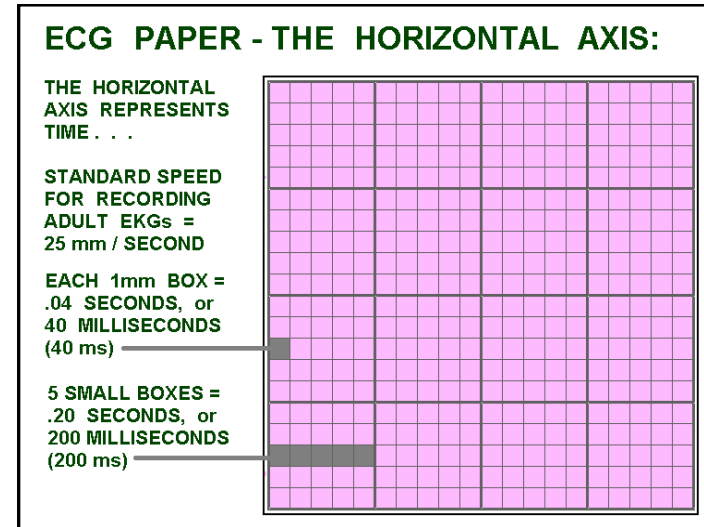 ECG PAPER - THE HORIZONTAL AXIS:
THE HORIZONTAL
AXIS REPRESENTS
TIME . . .
STANDARD SPEED
FOR RECORDING
ADULT EKGs =
25 mm / SECOND
EACH 1mm BOX =
.04 SECONDS, or
40 MILLISECONDS
(40 ms)
5 SMALL BOXES =
.20 SECONDS, or
200 MILLISECONDS
(200 ms)